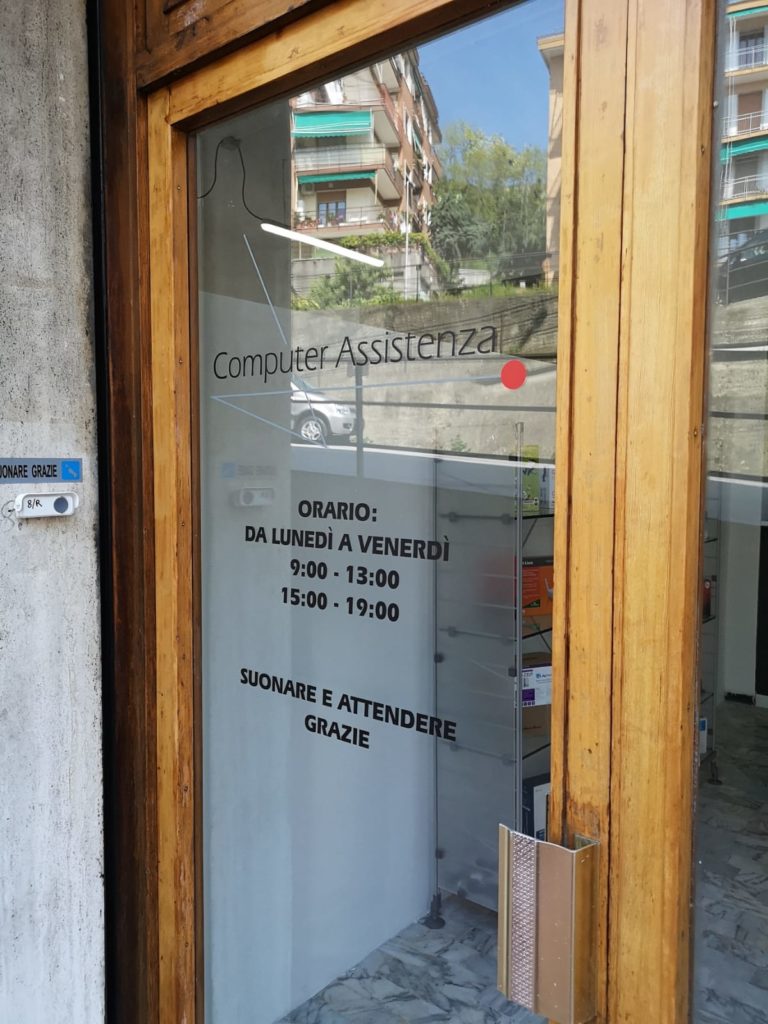 Computer Assistenza
UONARE GRAZIE
8/R
ORARIO:
DA LUNEDÌ A VENERDÌ
9:00 - 13:00
15:00 - 19:00
SUONARE E ATTENDERE
GRAZIE